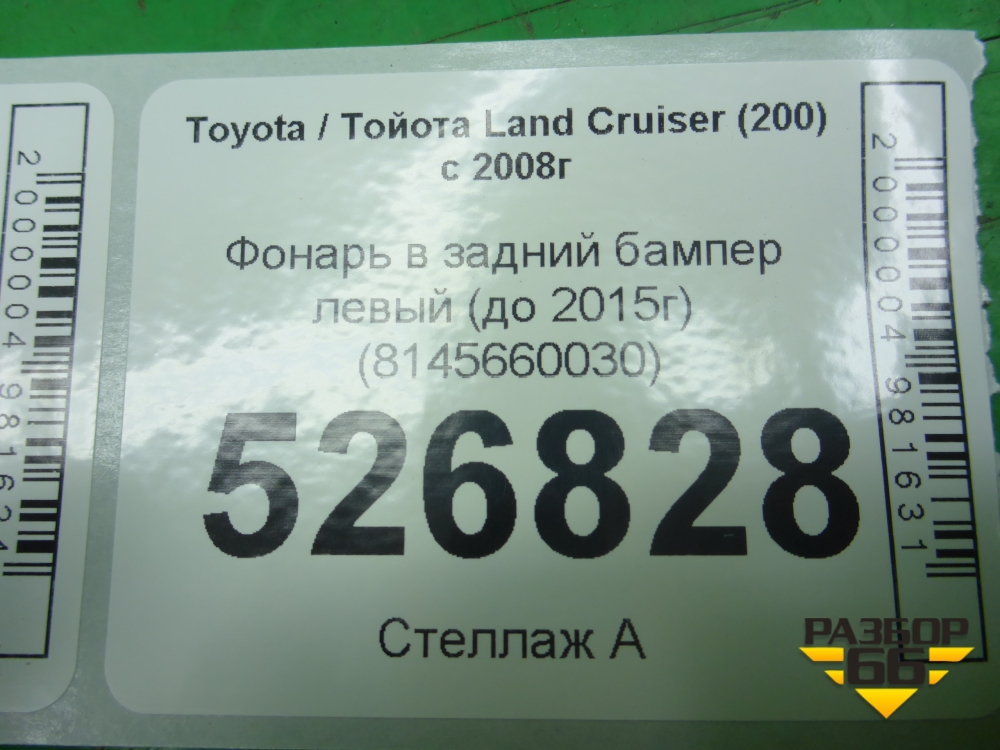 Toyota / Тойота Land Cruiser (200)
с 2008г
Фонарь в задний бампер
левый (до 2015г)
(8145660030)
526828
Стеллаж А
2000004981631
РАЗБОР
66